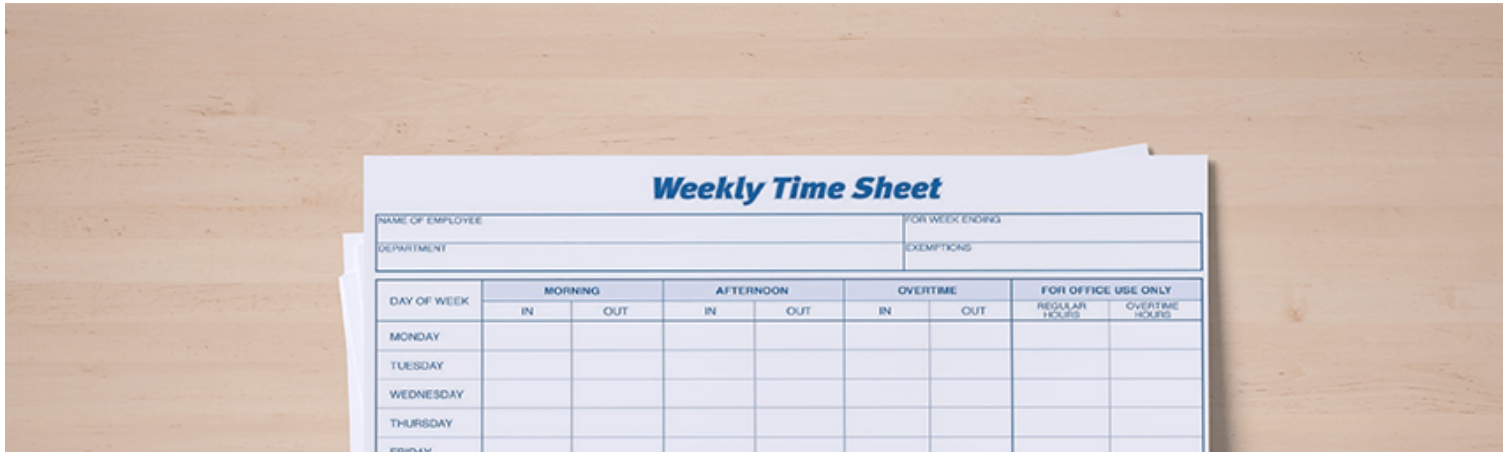 Weekly Time Sheet
NAME OF EMPLOYEE FOR WEEK ENDING
DEPARTMENT EXEMPTIONS
DAY OF WEEK MORNING AFTERNOON OVERTIME FOR OFFICE USE ONLY
IN OUT IN OUT IN OUT REGULAR HOURS OVERTIME HOURS
MONDAY
TUESDAY
WEDNESDAY
THURSDAY
FRIDAY